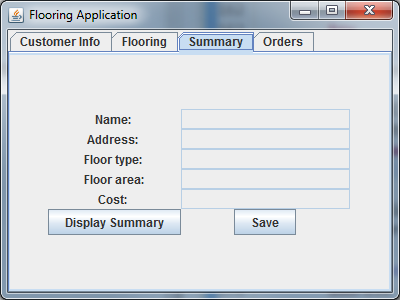 Flooring Application
Customer Info Flooring Summary Orders
Name:
Address:
Floor type:
Floor area:
Cost:
Display Summary Save